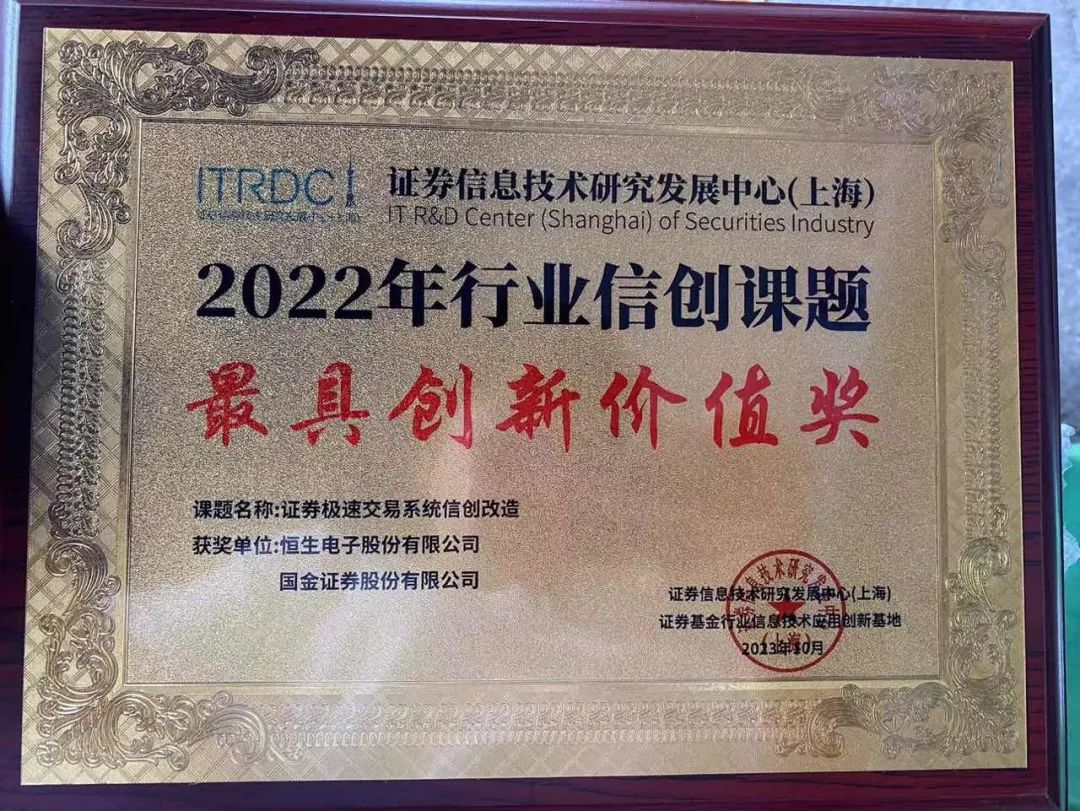 ITRDC
证券信息技术研究发展中心(上海)
IT R&D Center (Shanghai) of Securities Industry
2022年行业信创课题
最具创新价值奖
课题名称:证券极速交易系统信创改造
获奖单位:恒生电子股份有限公司
国金证券股份有限公司
证券信息技术研究发展中心(上海)
证券基金行业信息技术应用创新基地
2023年10月